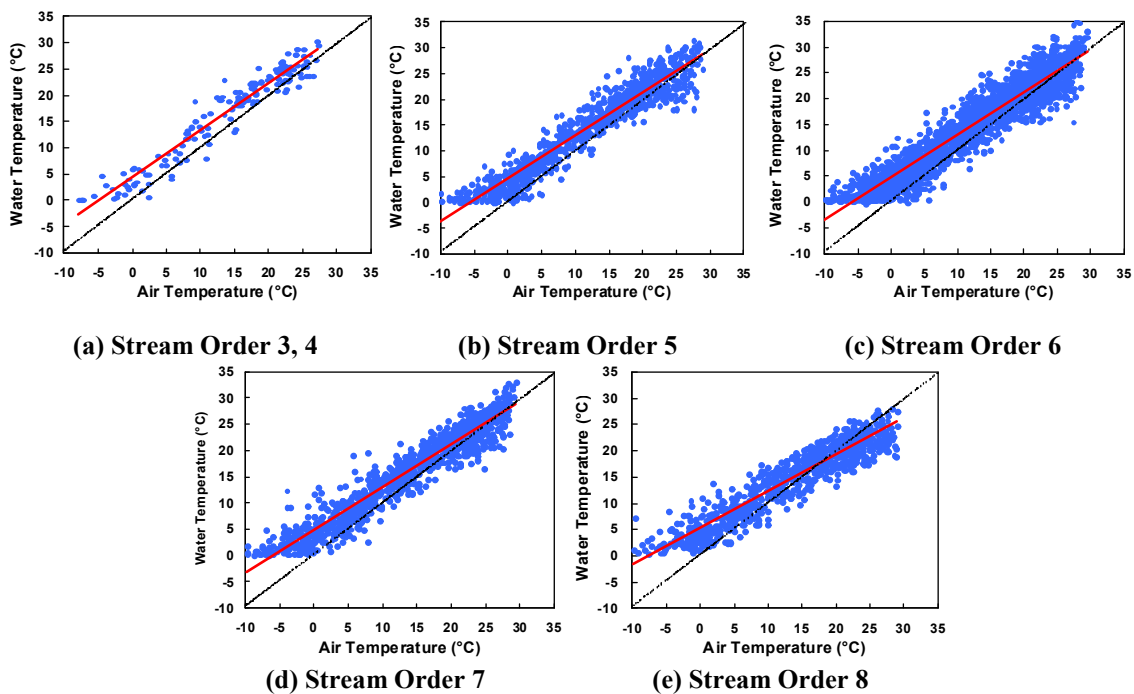 35
30
25
20
15
10
5
0
-5
-10
Water Temperature (°C)
-10 -5 0 5 10 15 20 25 30 35
Air Temperature (°C)
(a) Stream Order 3, 4
35
30
25
20
15
10
5
0
-5
-10
Water Temperature (°C)
-10 -5 0 5 10 15 20 25 30 35
Air Temperature (°C)
(b) Stream Order 5
35
30
25
20
15
10
5
0
-5
-10
Water Temperature (°C)
-10 -5 0 5 10 15 20 25 30 35
Air Temperature (°C)
(c) Stream Order 6
35
30
25
20
15
10
5
0
-5
-10
Water Temperature (°C)
-10 -5 0 5 10 15 20 25 30 35
Air Temperature (°C)
(d) Stream Order 7
35
30
25
20
15
10
5
0
-5
-10
Water Temperature (°C)
-10 -5 0 5 10 15 20 25 30 35
Air Temperature (°C)
(e) Stream Order 8